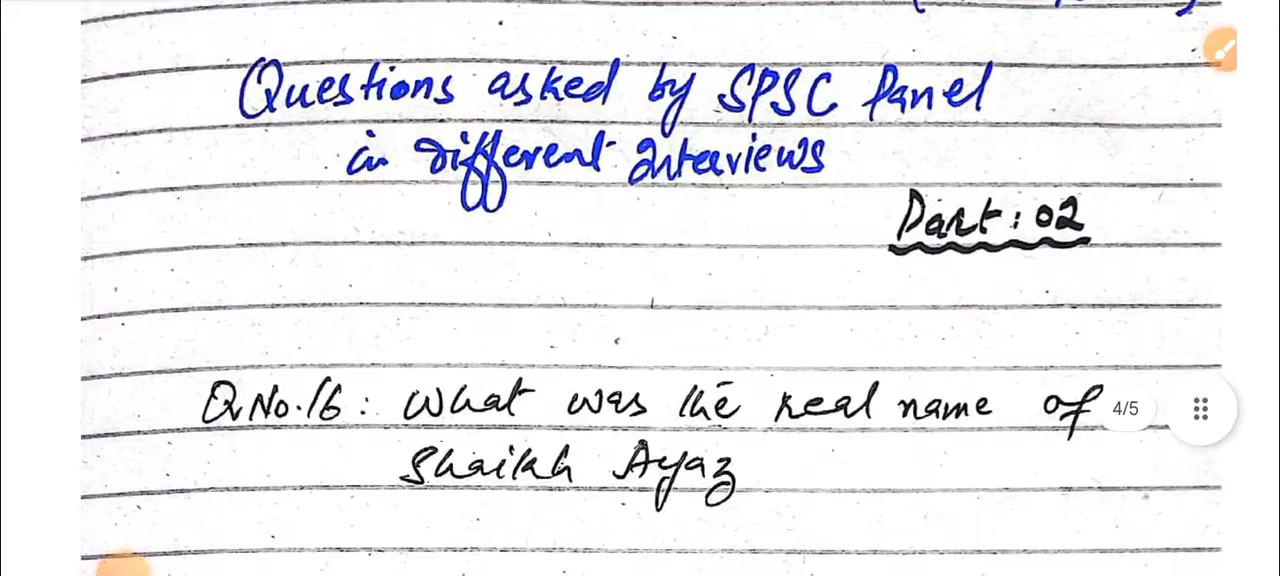 Questions asked by SPSC Panel
in different interviews
Part: 02
Q No. 16: What was the real name of
Shaikh Ayaz
4/5